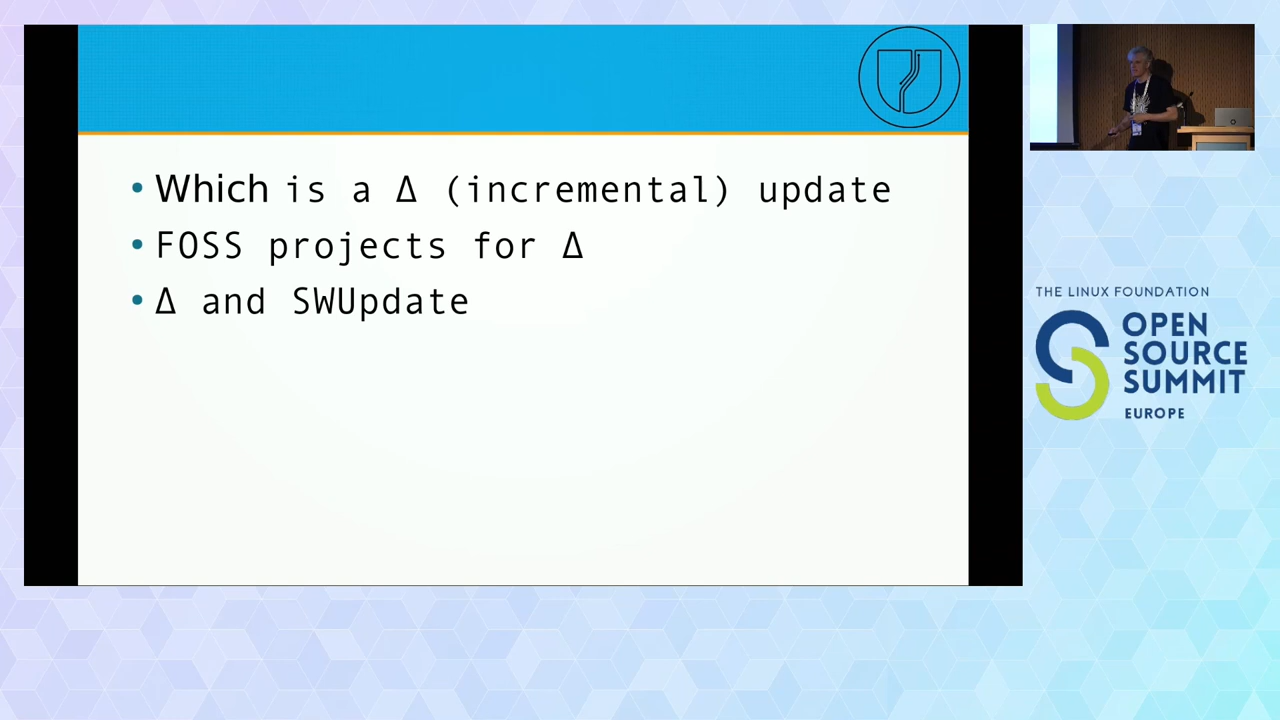 • Which is a Δ (incremental) update
• FOSS projects for Δ
• Δ and SWUpdate
THE LINUX FOUNDATION
OPEN
SOURCE
SUMMIT
EUROPE